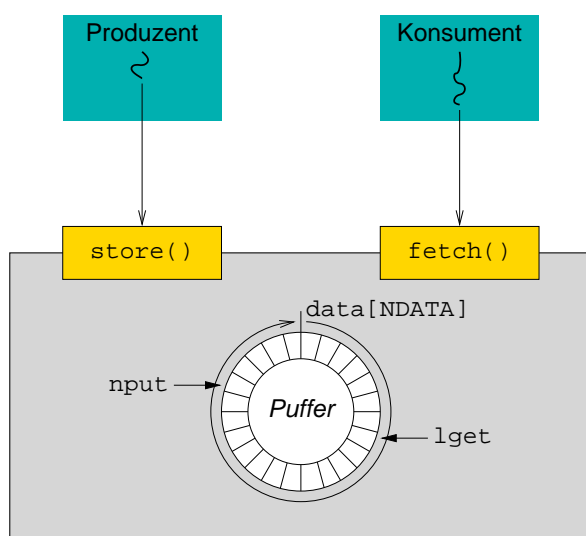 Produzent
Konsument
store()
fetch()
data[NDATA]
nput
Puffer
lget